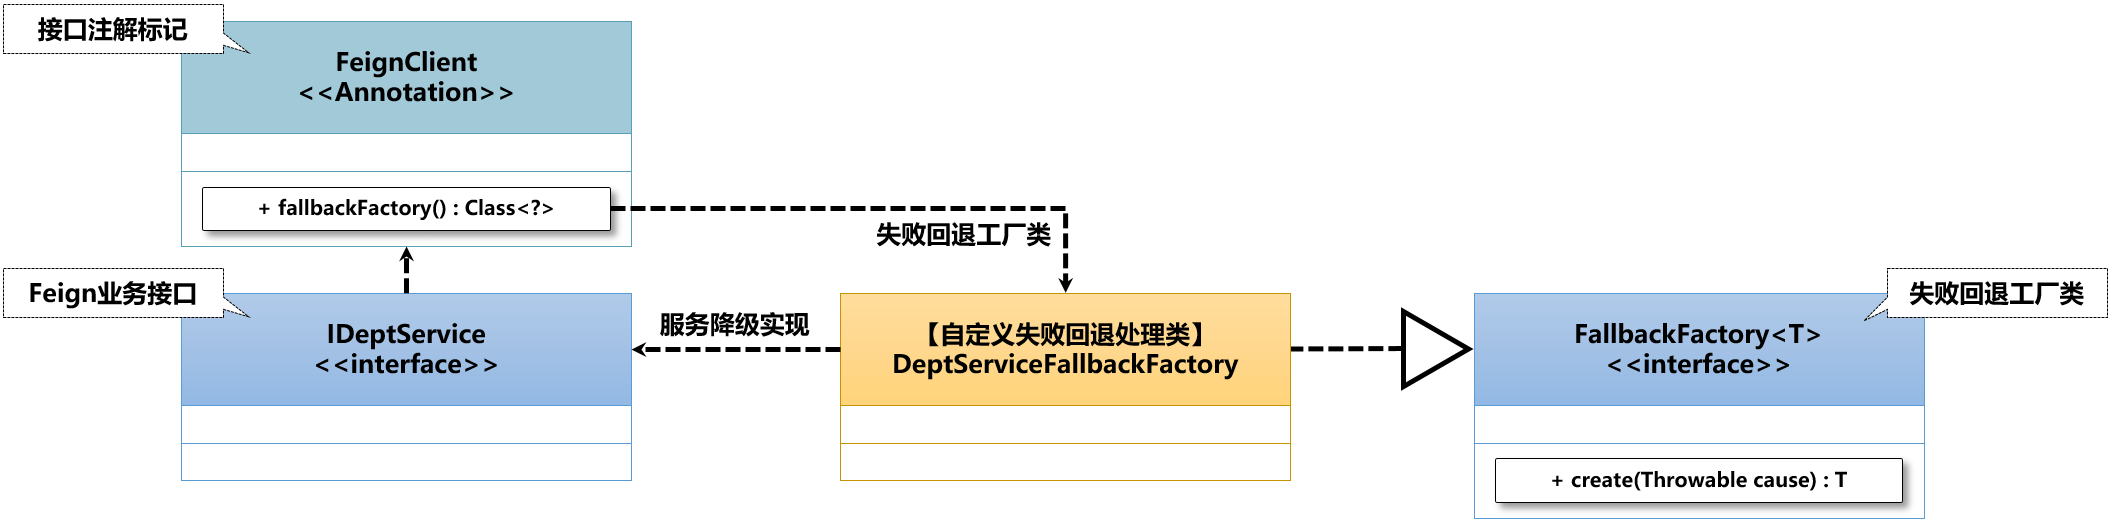 接口注解标记
FeignClient
<<Annotation>>
+ fallbackFactory() : Class<?>
失败回退工厂类
Feign业务接口
IDeptService
<<interface>>
服务降级实现
【自定义失败回退处理类】
DeptServiceFallbackFactory
失败回退工厂类
FallbackFactory<T>
<<interface>>
+ create(Throwable cause) : T